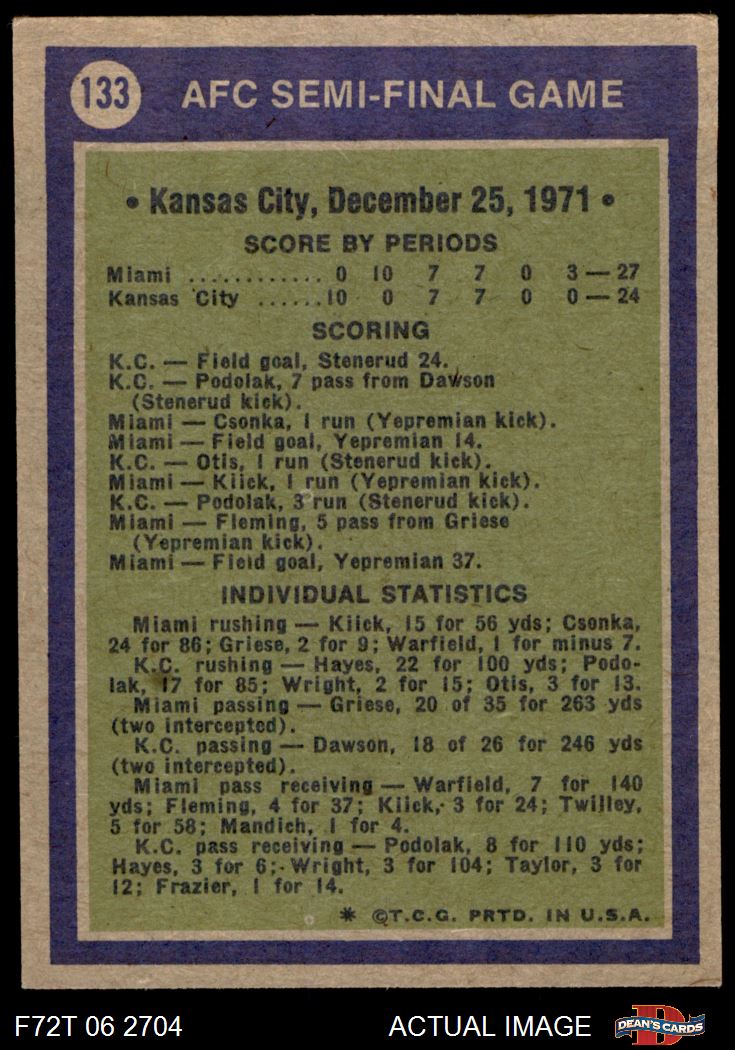 133
AFC SEMI-FINAL GAME
• Kansas City, December 25, 1971 •
SCORE BY PERIODS
Miami ............ 0 10 7 7 0 3 — 27
Kansas City ......10 0 7 7 0 0 — 24
SCORING
K.C. — Field goal, Stenerud 24.
K.C. — Podolak, 7 pass from Dawson
(Stenerud kick).
Miami — Csonka, 1 run (Yepremian kick).
Miami — Field goal, Yepremian 14.
K.C. — Otis, 1 run (Stenerud kick).
Miami — Kiick, 1 run (Yepremian kick).
K.C. — Podolak, 3 run (Stenerud kick).
Miami — Fleming, 5 pass from Griese
(Yepremian kick).
Miami — Field goal, Yepremian 37.
INDIVIDUAL STATISTICS
Miami rushing — Kiick, 15 for 56 yds; Csonka,
24 for 86; Griese, 2 for 9; Warfield, 1 for minus 7.
K.C. rushing — Hayes, 22 for 100 yds; Podo-
lak, 17 for 85; Wright, 2 for 15; Otis, 3 for 13.
Miami passing — Griese, 20 of 35 for 263 yds
(two intercepted).
K.C. passing — Dawson, 18 of 26 for 246 yds
(two intercepted).
Miami pass receiving — Warfield, 7 for 140
yds; Fleming, 4 for 37; Kiick, 3 for 24; Twilley,
5 for 58; Mandich, 1 for 4.
K.C. pass receiving — Podolak, 8 for 110 yds;
Hayes, 3 for 6; Wright, 3 for 104; Taylor, 3 for
12; Frazier, 1 for 14.
* ©T.C.G. PRTD. IN U.S.A.
F72T 06 2704
ACTUAL IMAGE
D
DEAN'S CARDS